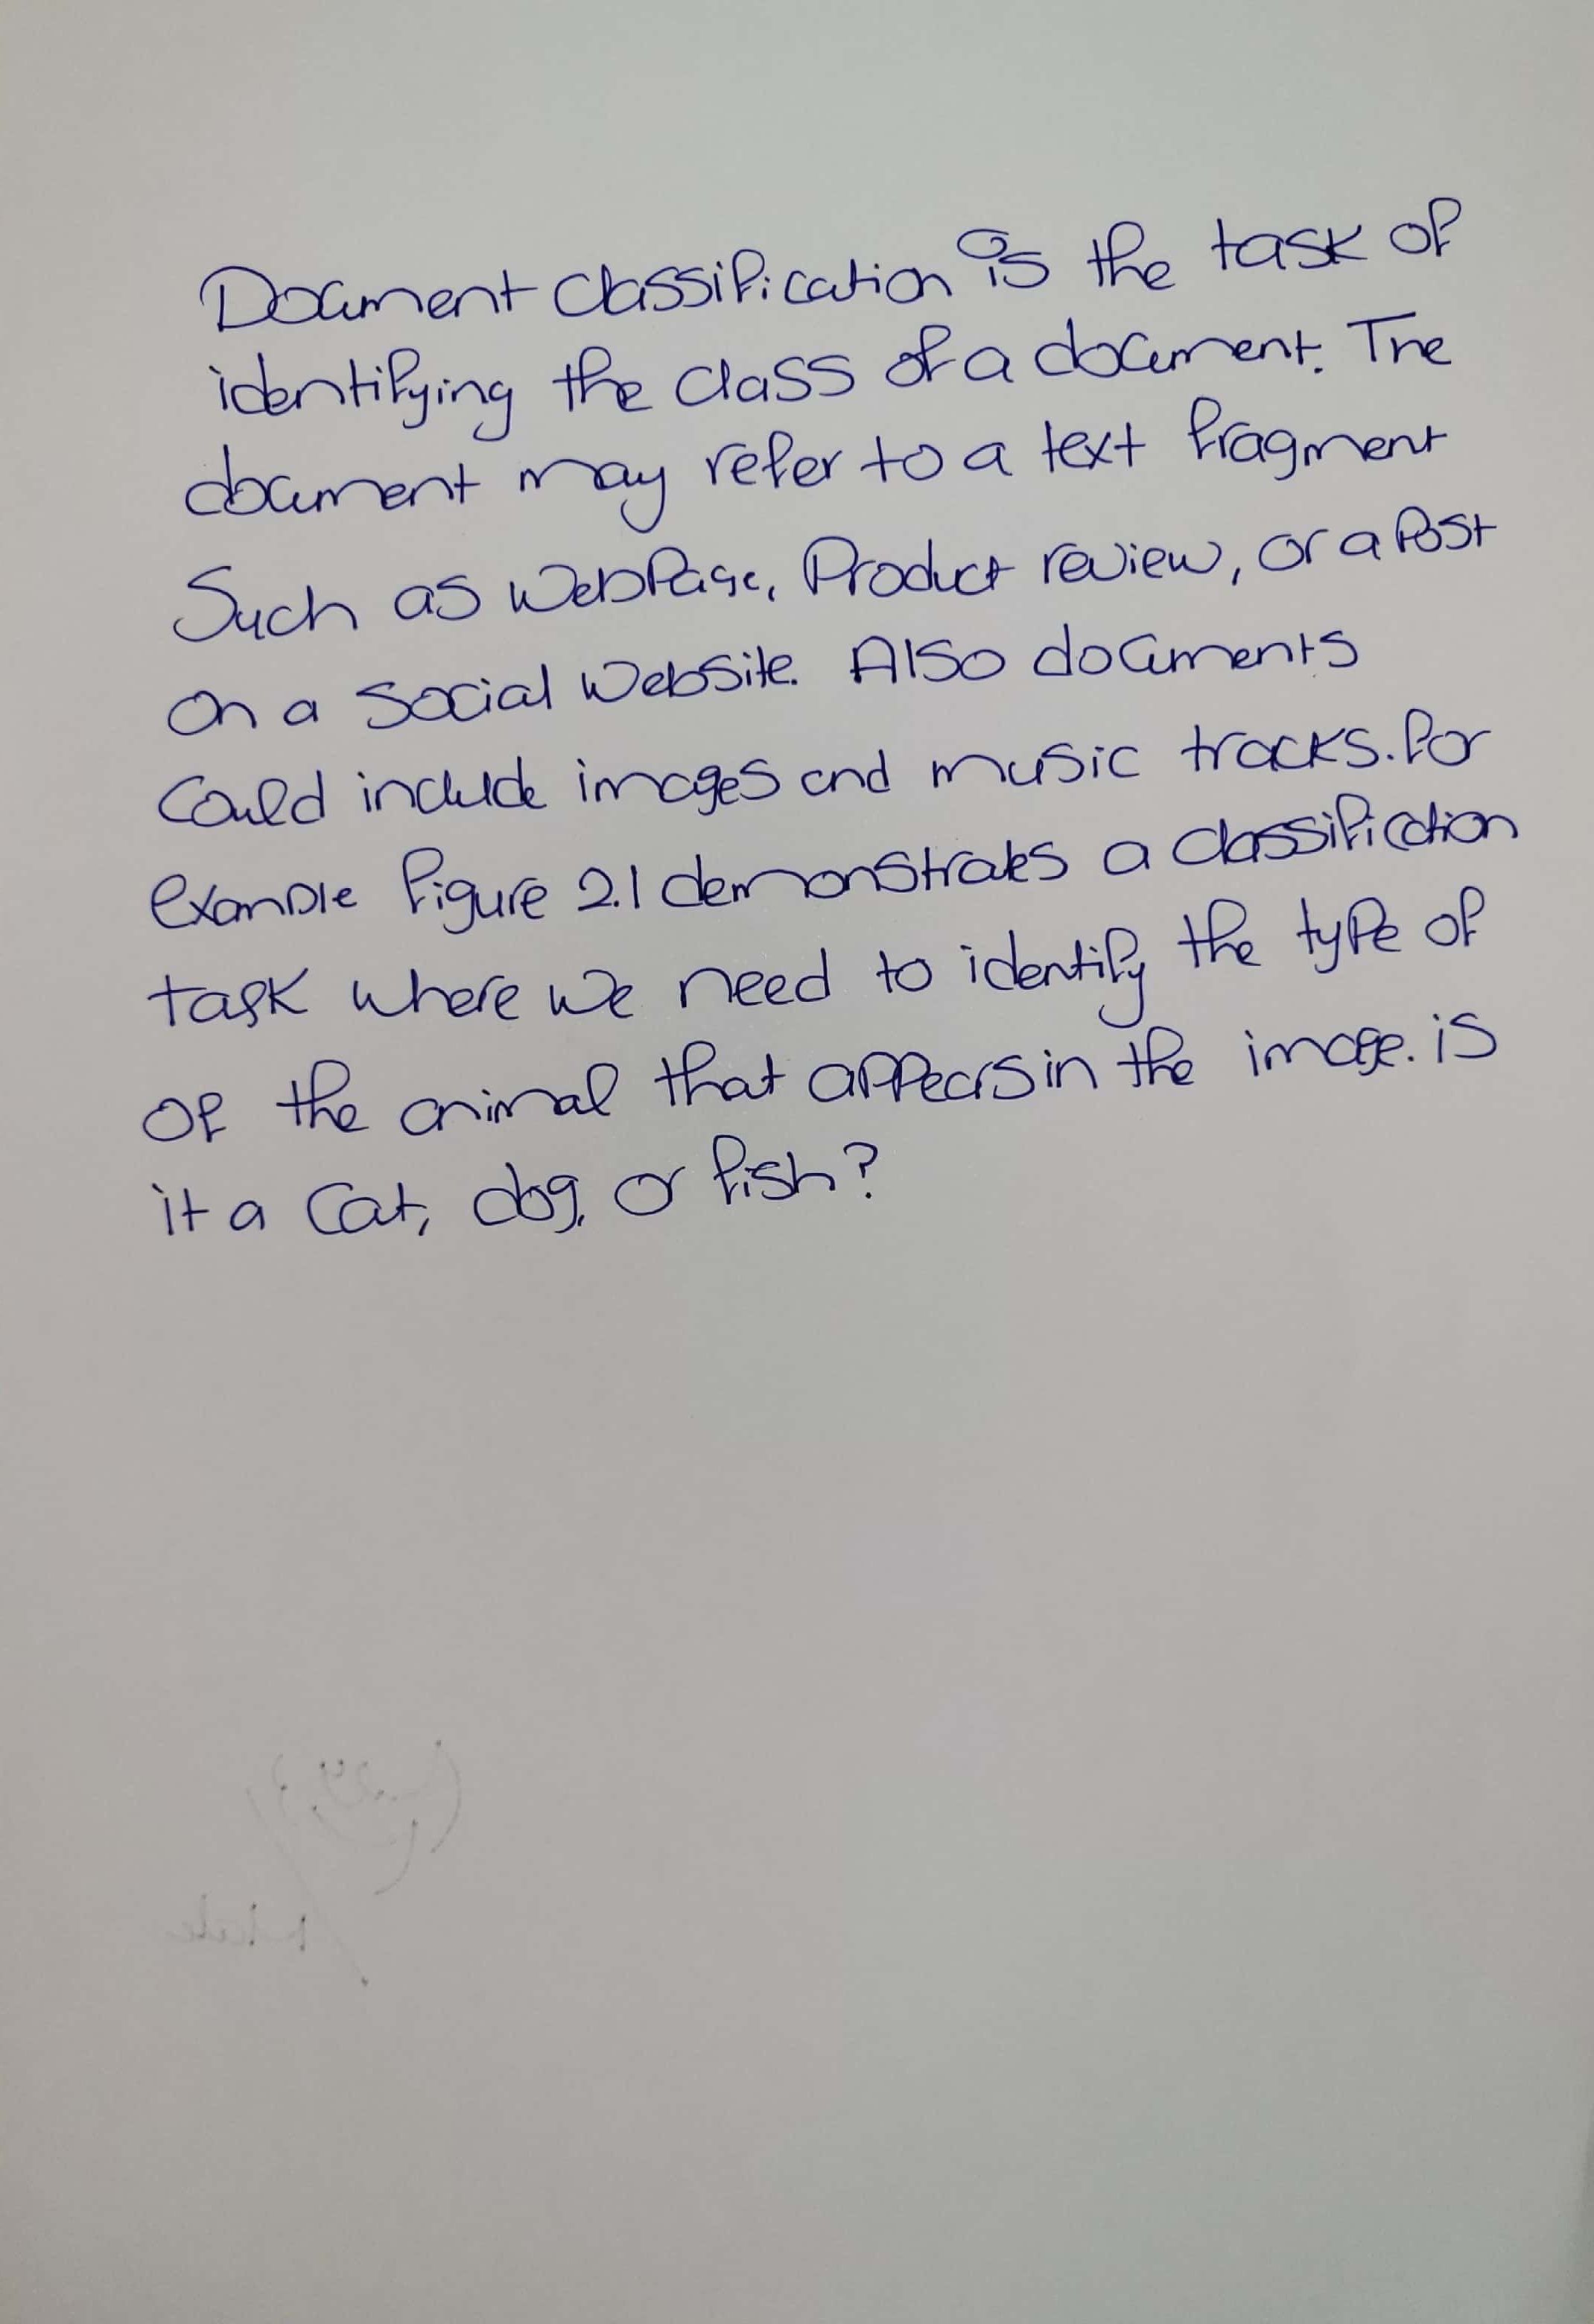 Document classification is the task of
identifying the class of a document. The
document may refer to a text fragment
Such as WebPage, Product review, or a Post
on a social website. Also documents
Could include images and music tracks. for
example figure 2.1 demonstrates a classification
task where we need to identify the type of
of the animal that appears in the image. is
it a Cat, dog, or fish?